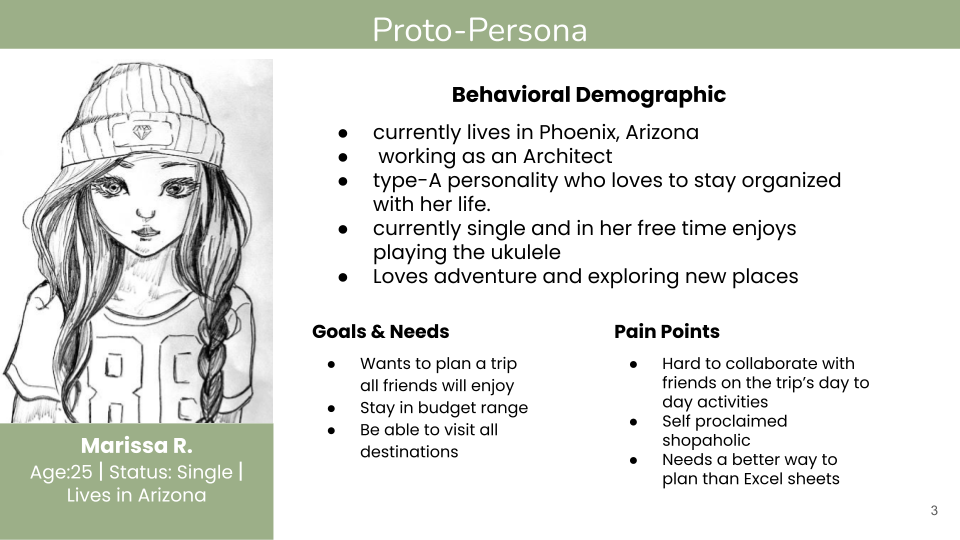 Proto-Persona
Behavioral Demographic
● currently lives in Phoenix, Arizona
● working as an Architect
● type-A personality who loves to stay organized
with her life.
● currently single and in her free time enjoys
playing the ukulele
● Loves adventure and exploring new places
Goals & Needs
● Wants to plan a trip
all friends will enjoy
● Stay in budget range
● Be able to visit all
destinations
Pain Points
● Hard to collaborate with
friends on the trip’s day to
day activities
● Self proclaimed
shopaholic
● Needs a better way to
plan than Excel sheets
88
Marissa R.
Age:25 | Status: Single |
Lives in Arizona
3